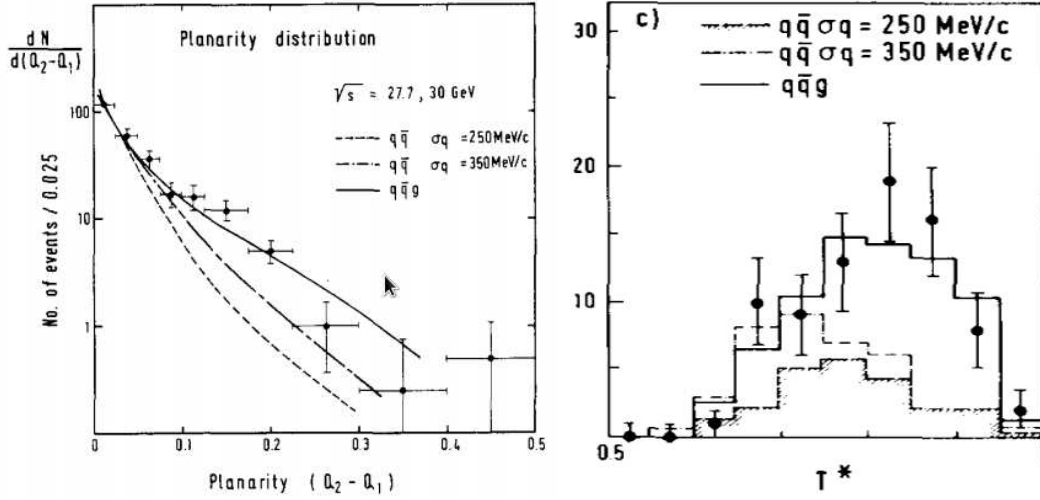 dN
d(Q₂-Q₁)
Planarity distribution
√s = 27.7, 30 GeV
q q̄ σq = 250 MeV/c
q q̄ σq = 350 MeV/c
q q̄ g
No. of events / 0.025
100
10
1
0 0.1 0.2 0.3 0.4 0.5
Planarity (Q₂-Q₁)
c)
q q̄ σq = 250 MeV/c
q q̄ σq = 350 MeV/c
q q̄ g
30
20
10
0.5
T*